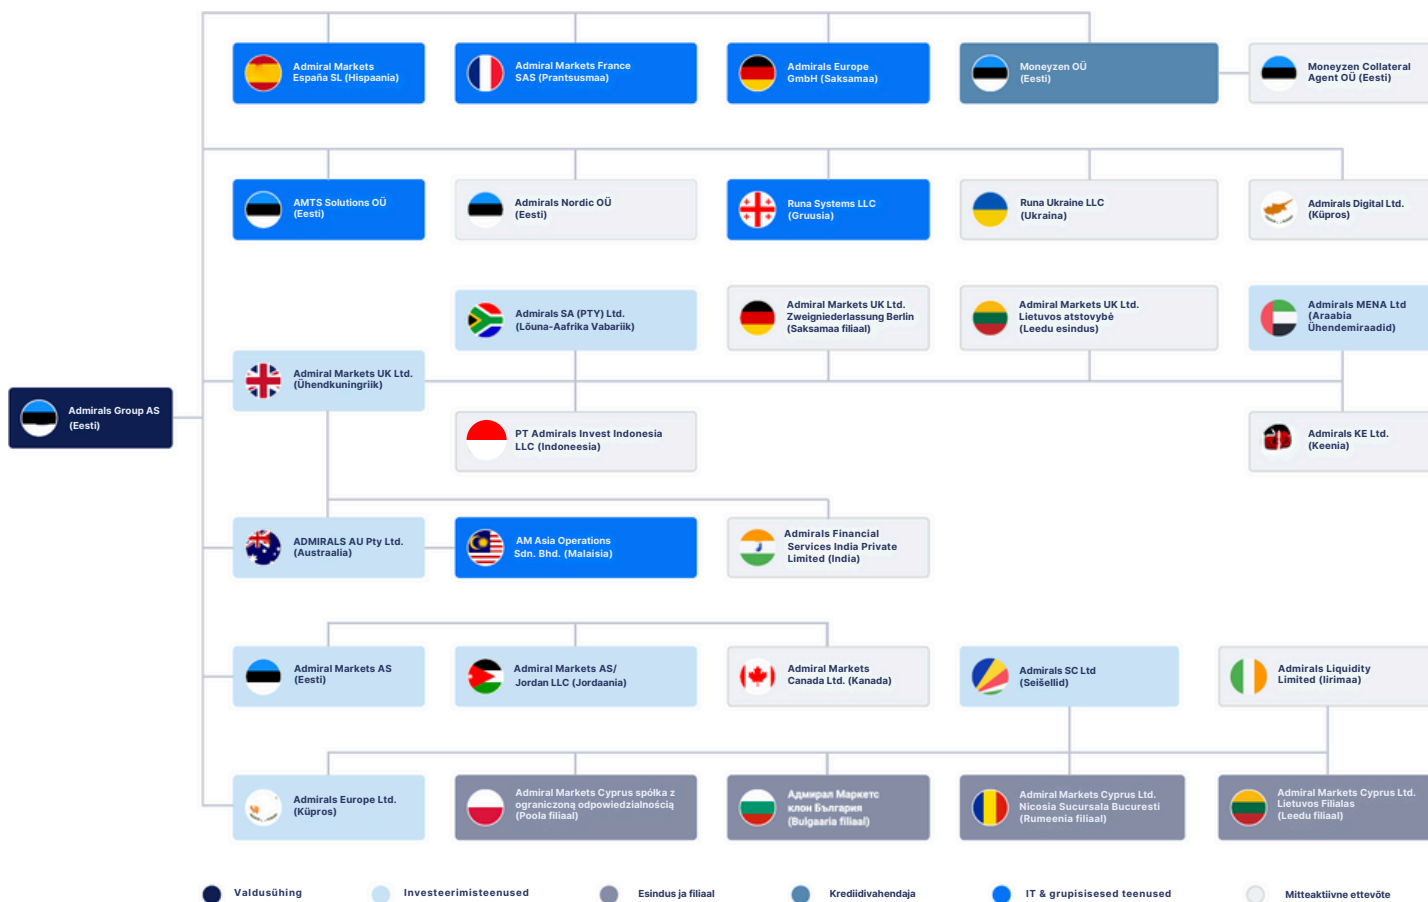 Admiral Markets
España SL (Hispaania)
Admiral Markets France
SAS (Prantsusmaa)
Admirals Europe
GmbH (Saksamaa)
Moneyzen OÜ
(Eesti)
Moneyzen Collateral
Agent OÜ (Eesti)
AMTS Solutions OÜ
(Eesti)
Admirals Nordic OÜ
(Eesti)
Runa Systems LLC
(Gruusia)
Runa Ukraine LLC
(Ukraina)
Admirals Digital Ltd.
(Küpros)
Admirals SA (PTY) Ltd.
(Lõuna-Aafrika Vabariik)
Admiral Markets UK Ltd.
Zweigniederlassung Berlin
(Saksamaa filiaal)
Admiral Markets UK Ltd.
Lietuvos atstovybė
(Leedu esindus)
Admirals MENA Ltd
(Araabia
Ühendemiraadid)
Admiral Markets UK Ltd.
(Ühendkuningriik)
Admirals Group AS
(Eesti)
PT Admirals Invest Indonesia
LLC (Indoneesia)
Admirals KE Ltd.
(Keenia)
ADMIRALS AU Pty Ltd.
(Austraalia)
AM Asia Operations
Sdn. Bhd. (Malaisia)
Admirals Financial
Services India Private
Limited (India)
Admiral Markets AS
(Eesti)
Admiral Markets AS/
Jordan LLC (Jordaania)
Admiral Markets
Canada Ltd. (Kanada)
Admirals SC Ltd
(Seišellid)
Admirals Liquidity
Limited (Iirimaa)
Admirals Europe Ltd.
(Küpros)
Admiral Markets Cyprus spółka z
ograniczoną odpowiedzialnością
(Poola filiaal)
Адмирал Маркетс
клон България
(Bulgaaria filiaal)
Admiral Markets Cyprus Ltd.
Nicosia Sucursala Bucuresti
(Rumeenia filiaal)
Admiral Markets Cyprus Ltd.
Lietuvos Filialas
(Leedu filiaal)
Valdusühing
Investeerimisteenused
Esindus ja filiaal
Krediidivahendaja
IT & grupisisesed teenused
Mitteaktiivne ettevõte